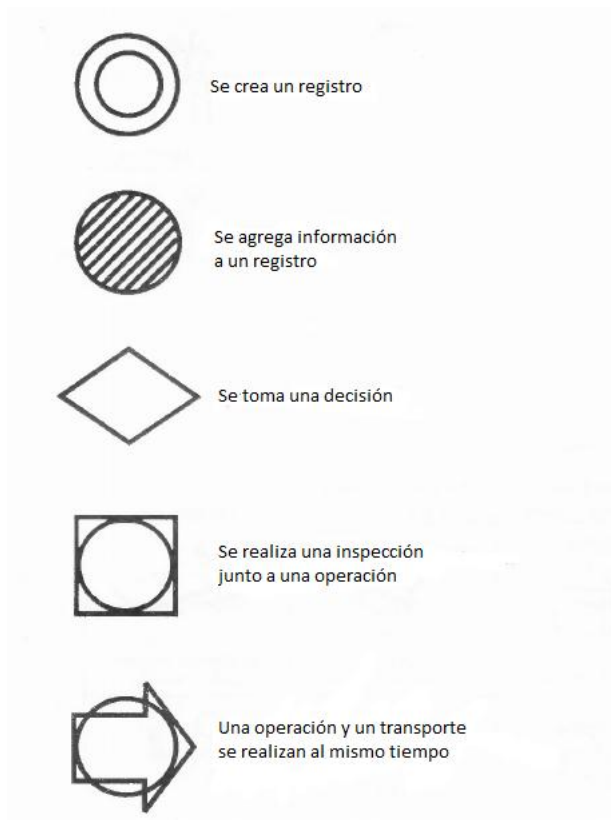 Se crea un registro
Se agrega información
a un registro
Se toma una decisión
Se realiza una inspección
junto a una operación
Una operación y un transporte
se realizan al mismo tiempo